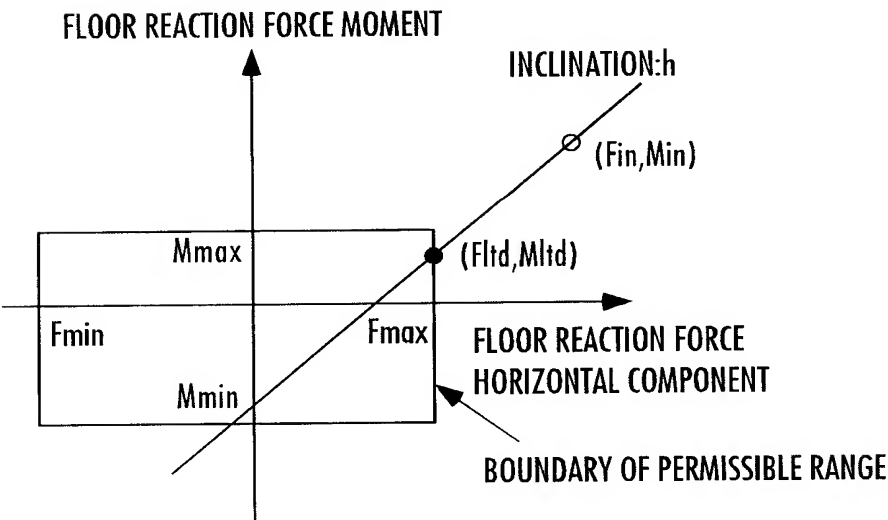 FLOOR REACTION FORCE MOMENT
INCLINATION:h
(Fin,Min)
Mmax
(Fltd,Mltd)
Fmin
Fmax
FLOOR REACTION FORCE
HORIZONTAL COMPONENT
Mmin
BOUNDARY OF PERMISSIBLE RANGE